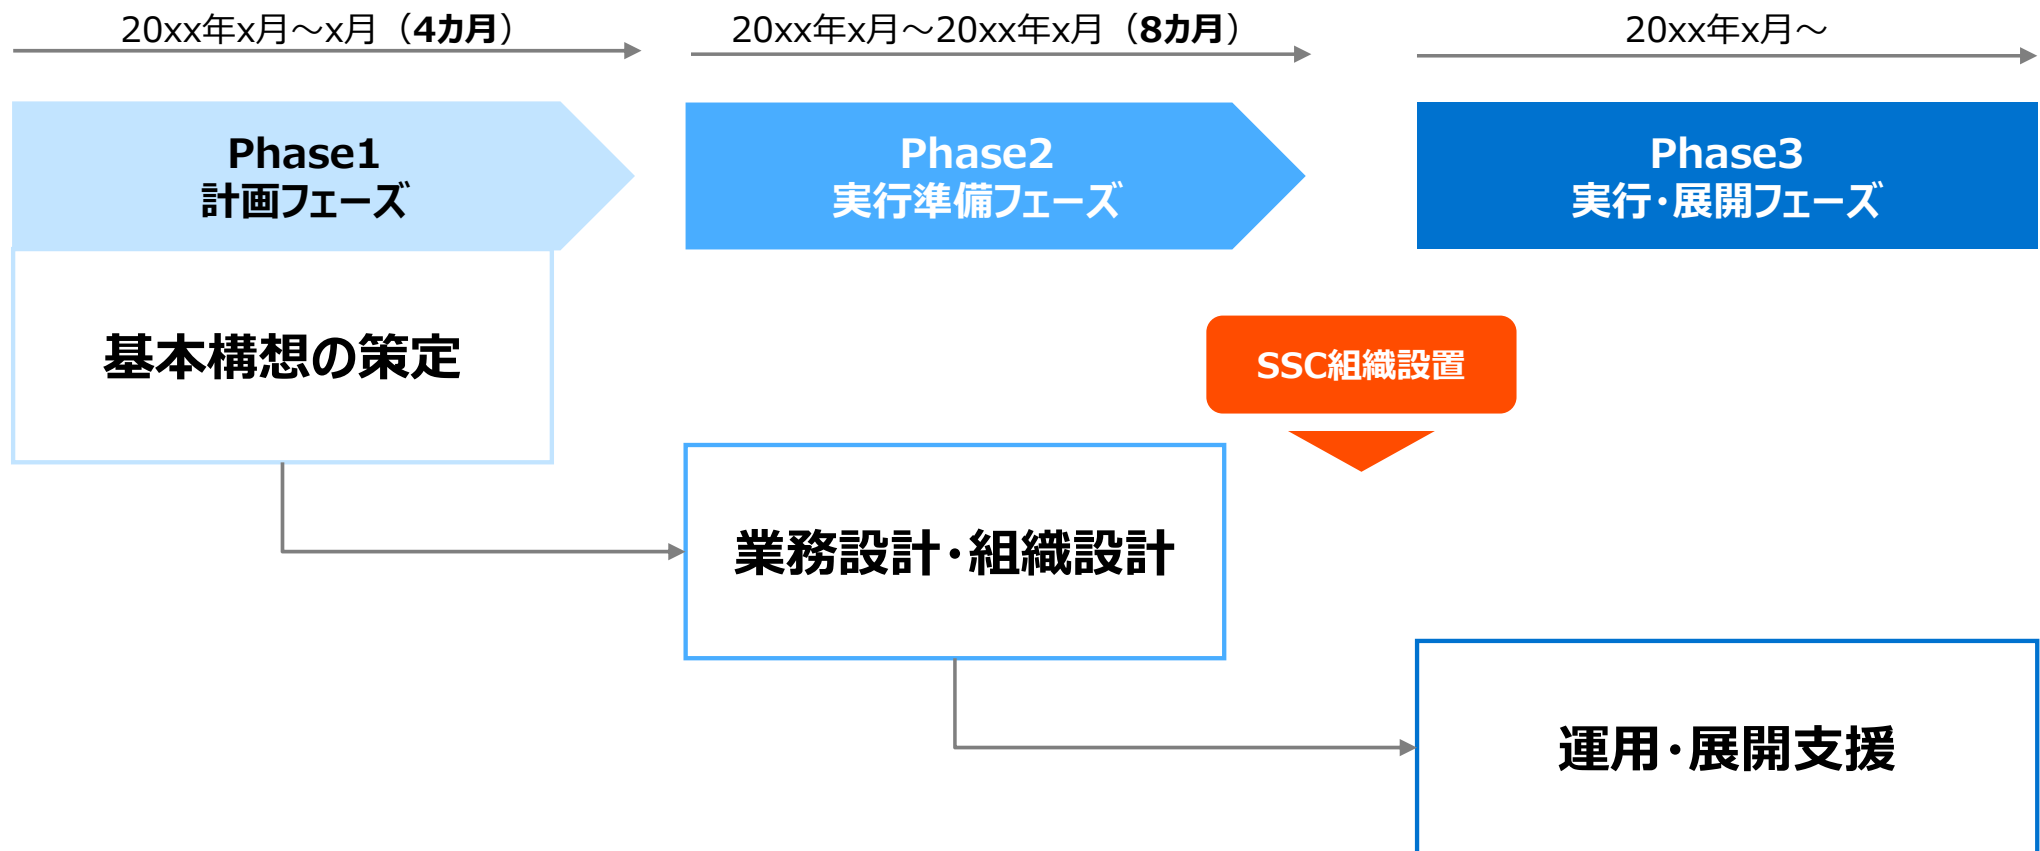 20xx年x月～x月（4カ月）
20xx年x月～20xx年x月（8カ月）
20xx年x月～
Phase1
計画フェーズ
Phase2
実行準備フェーズ
Phase3
実行・展開フェーズ
基本構想の策定
SSC組織設置
業務設計・組織設計
運用・展開支援